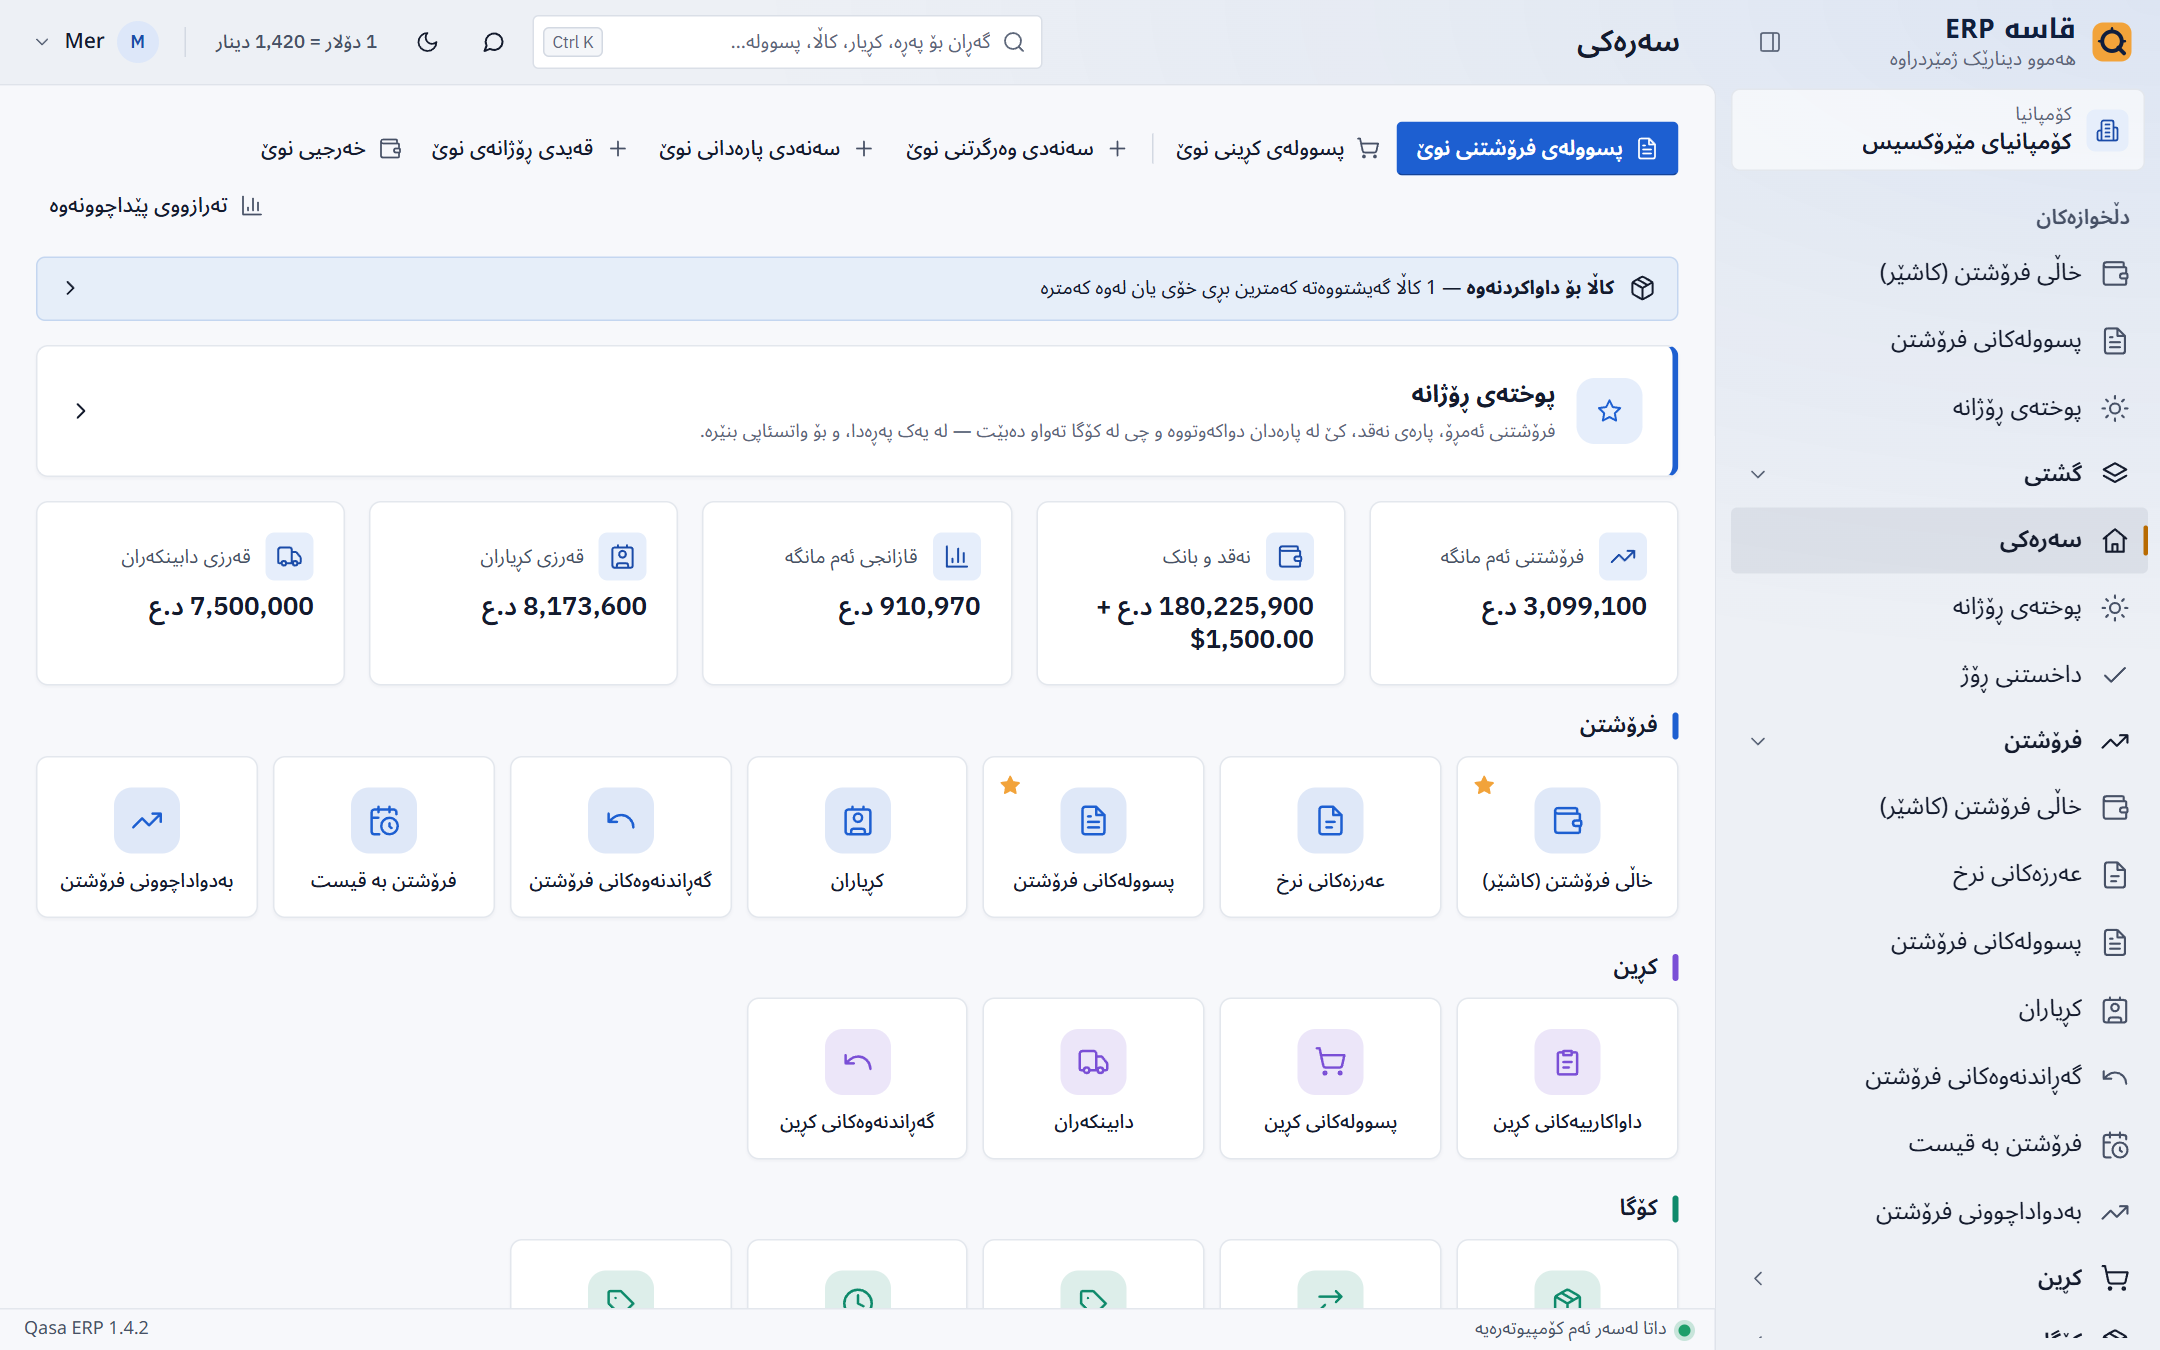 قاسە ERP
هەموو دینارێک ژمێردراوە
کۆمپانیا
کۆمپانیای مێرۆکسیس
دڵخوازەکان
خاڵی فرۆشتن (کاشێر)
پسوولەکانی فرۆشتن
پوختەی ڕۆژانە
گشتی
سەرەکی
پوختەی ڕۆژانە
داخستنی ڕۆژ
فرۆشتن
خاڵی فرۆشتن (کاشێر)
عەرزەکانی نرخ
پسوولەکانی فرۆشتن
کڕیاران
گەڕاندنەوەکانی فرۆشتن
فرۆشتن بە قیست
بەدواداچوونی فرۆشتن
کڕین
سەرەکی
گەڕان بۆ پەڕە، کڕیار، کاڵا، پسوولە...
Ctrl K
1 دۆلار = 1,420 دینار
M
Mer
پسوولەی فرۆشتنی نوێ
پسوولەی کڕینی نوێ
سەنەدی وەرگرتنی نوێ
سەنەدی پارەدانی نوێ
قەیدی ڕۆژانەی نوێ
خەرجیی نوێ
تەرازووی پێداچوونەوە
کاڵا بۆ داواکردنەوە — 1 کاڵا گەیشتووەتە کەمترین بڕی خۆی یان لەوە کەمترە
پوختەی ڕۆژانە
فرۆشتنی ئەمڕۆ، پارەی نەقد، کێ لە پارەدان دواکەوتووە و چی لە کۆگا تەواو دەبێت — لە یەک پەڕەدا، و بۆ واتسئاپی بنێرە.
فرۆشتنی ئەم مانگە
3,099,100 د.ع
نەقد و بانک
180,225,900 د.ع +
$1,500.00
قازانجی ئەم مانگە
910,970 د.ع
قەرزی کڕیاران
8,173,600 د.ع
قەرزی دابینکەران
7,500,000 د.ع
فرۆشتن
خاڵی فرۆشتن (کاشێر)
عەرزەکانی نرخ
پسوولەکانی فرۆشتن
کڕیاران
گەڕاندنەوەکانی فرۆشتن
فرۆشتن بە قیست
بەدواداچوونی فرۆشتن
کڕین
داواکارییەکانی کڕین
پسوولەکانی کڕین
دابینکەران
گەڕاندنەوەکانی کڕین
کۆگا
داتا لەسەر ئەم کۆمپیوتەرەیە
Qasa ERP 1.4.2